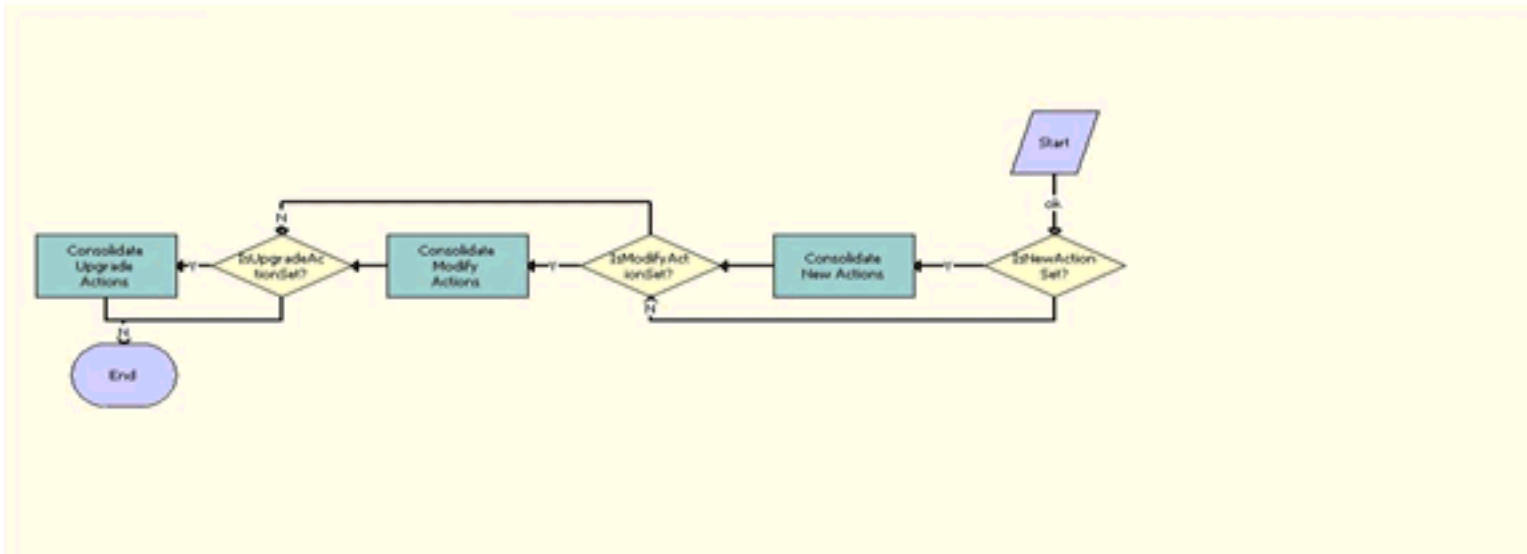 Start
ok
IsNewAction
Set?
Y
N
Consolidate
New Actions
IsModifyAct
ionSet?
Y
N
Consolidate
Modify
Actions
IsUpgradeAc
tionSet?
Y
N
Consolidate
Upgrade
Actions
End